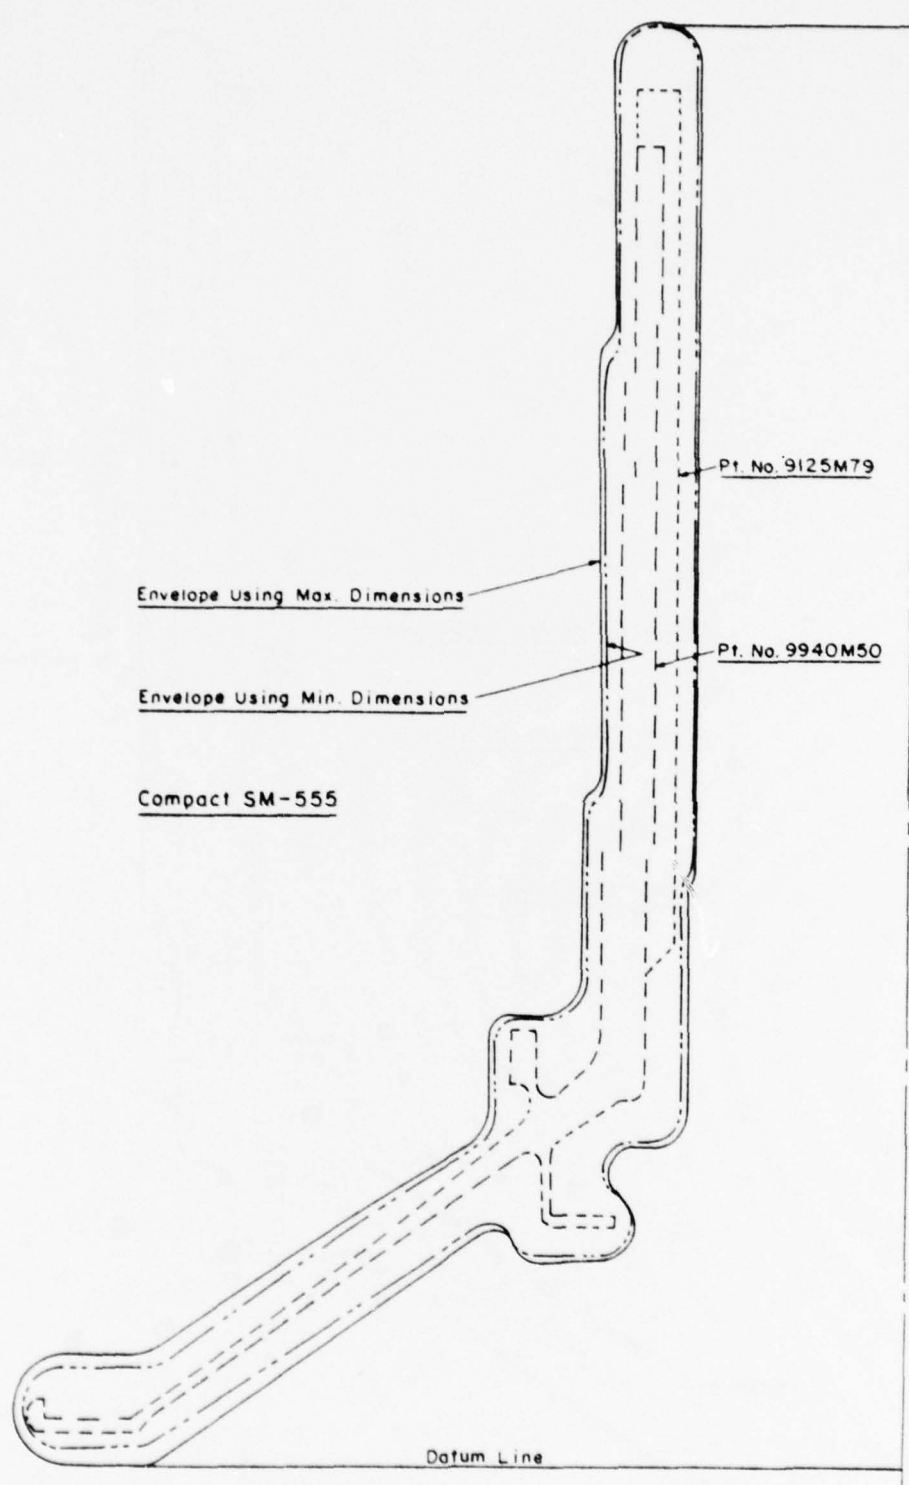 Pt. No. 9125M79
Envelope Using Max. Dimensions
Pt. No. 9940M50
Envelope Using Min. Dimensions
Compact SM-555
Datum Line